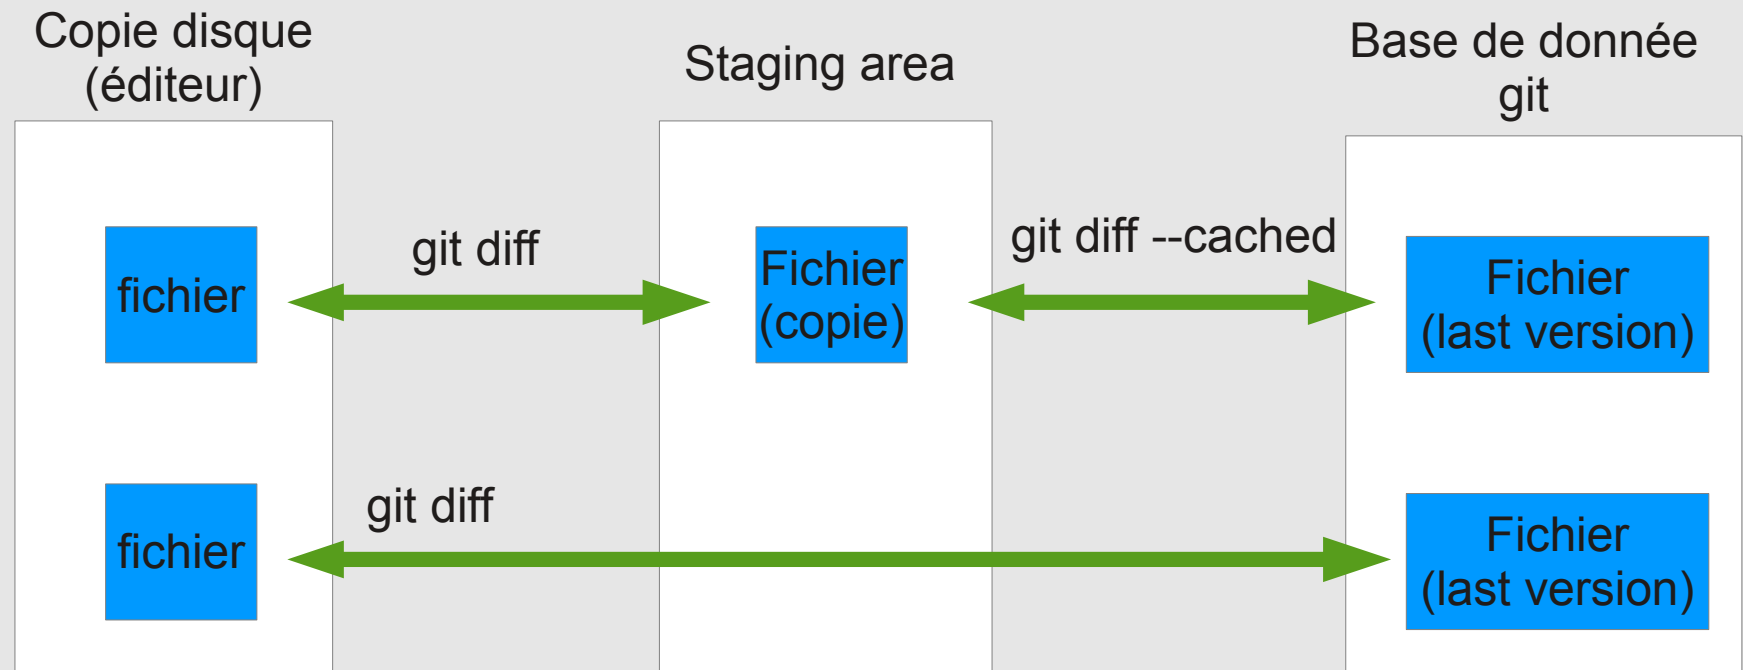 Copie disque
(éditeur)
Staging area
Base de donnée
git
fichier
git diff
Fichier
(copie)
git diff --cached
Fichier
(last version)
fichier
git diff
Fichier
(last version)